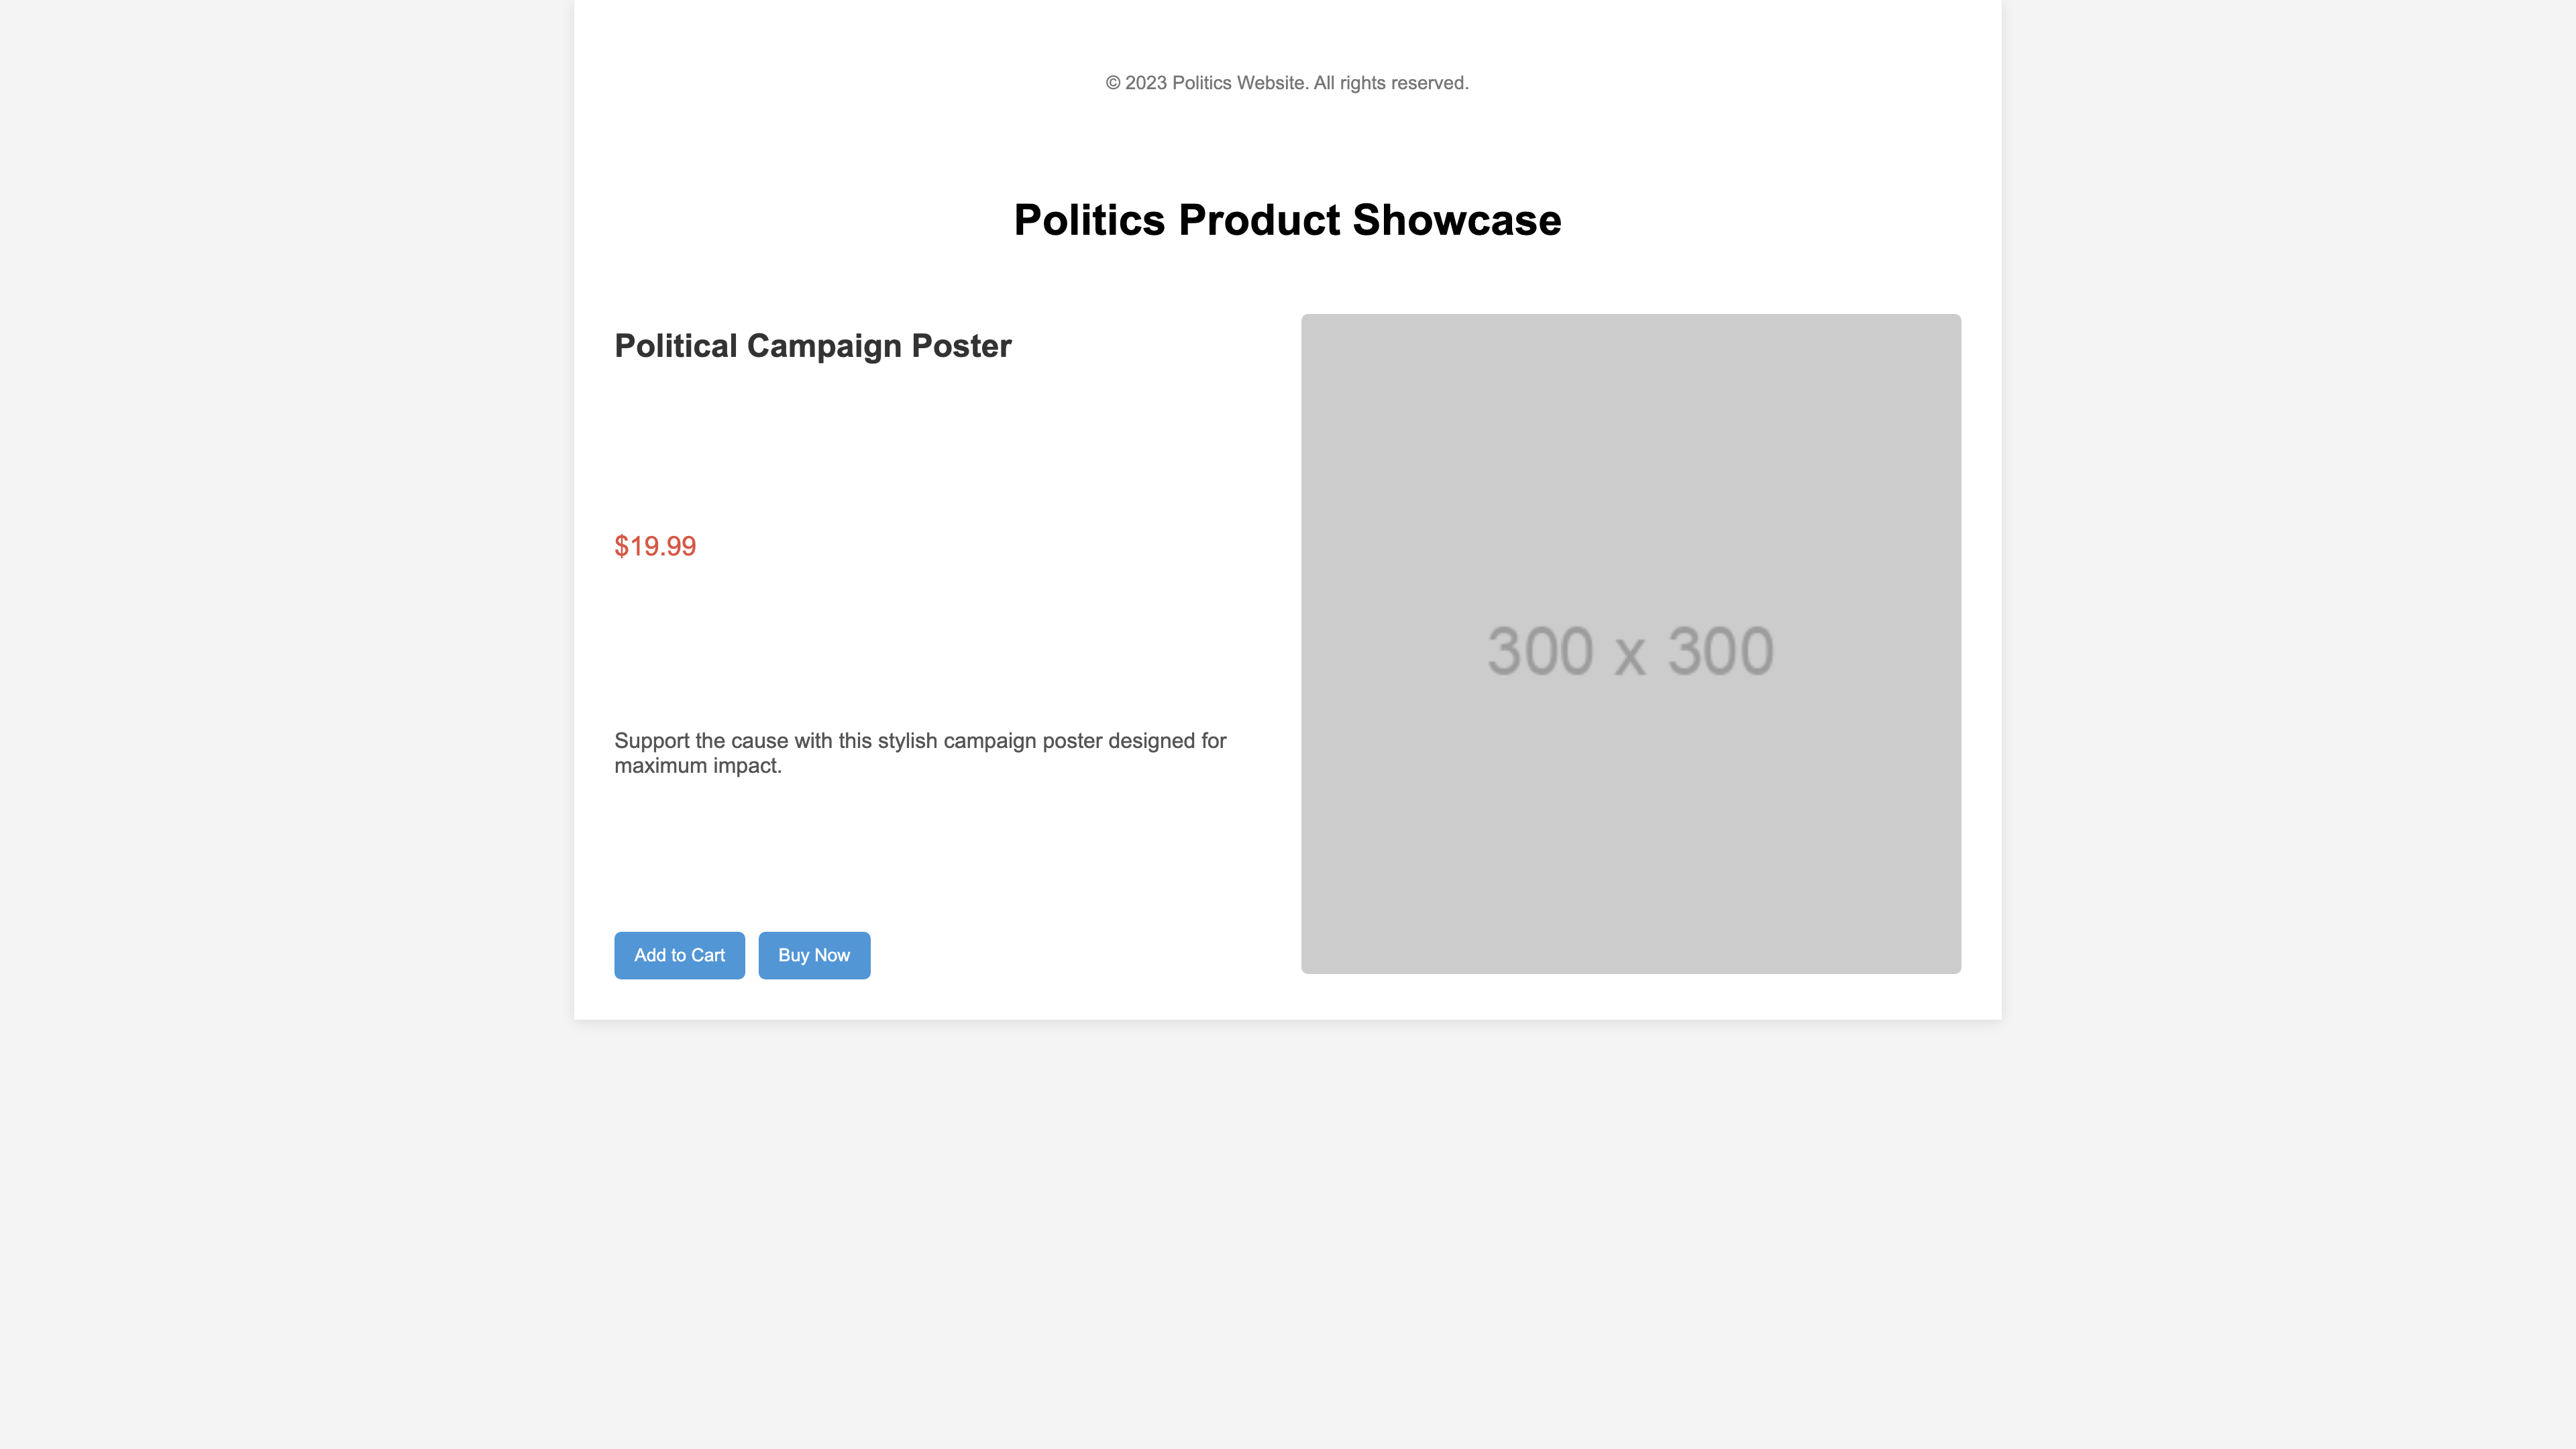 © 2023 Politics Website. All rights reserved.
Politics Product Showcase
Political Campaign Poster
$19.99
Support the cause with this stylish campaign poster designed for
maximum impact.
Add to Cart
Buy Now
300 x 300